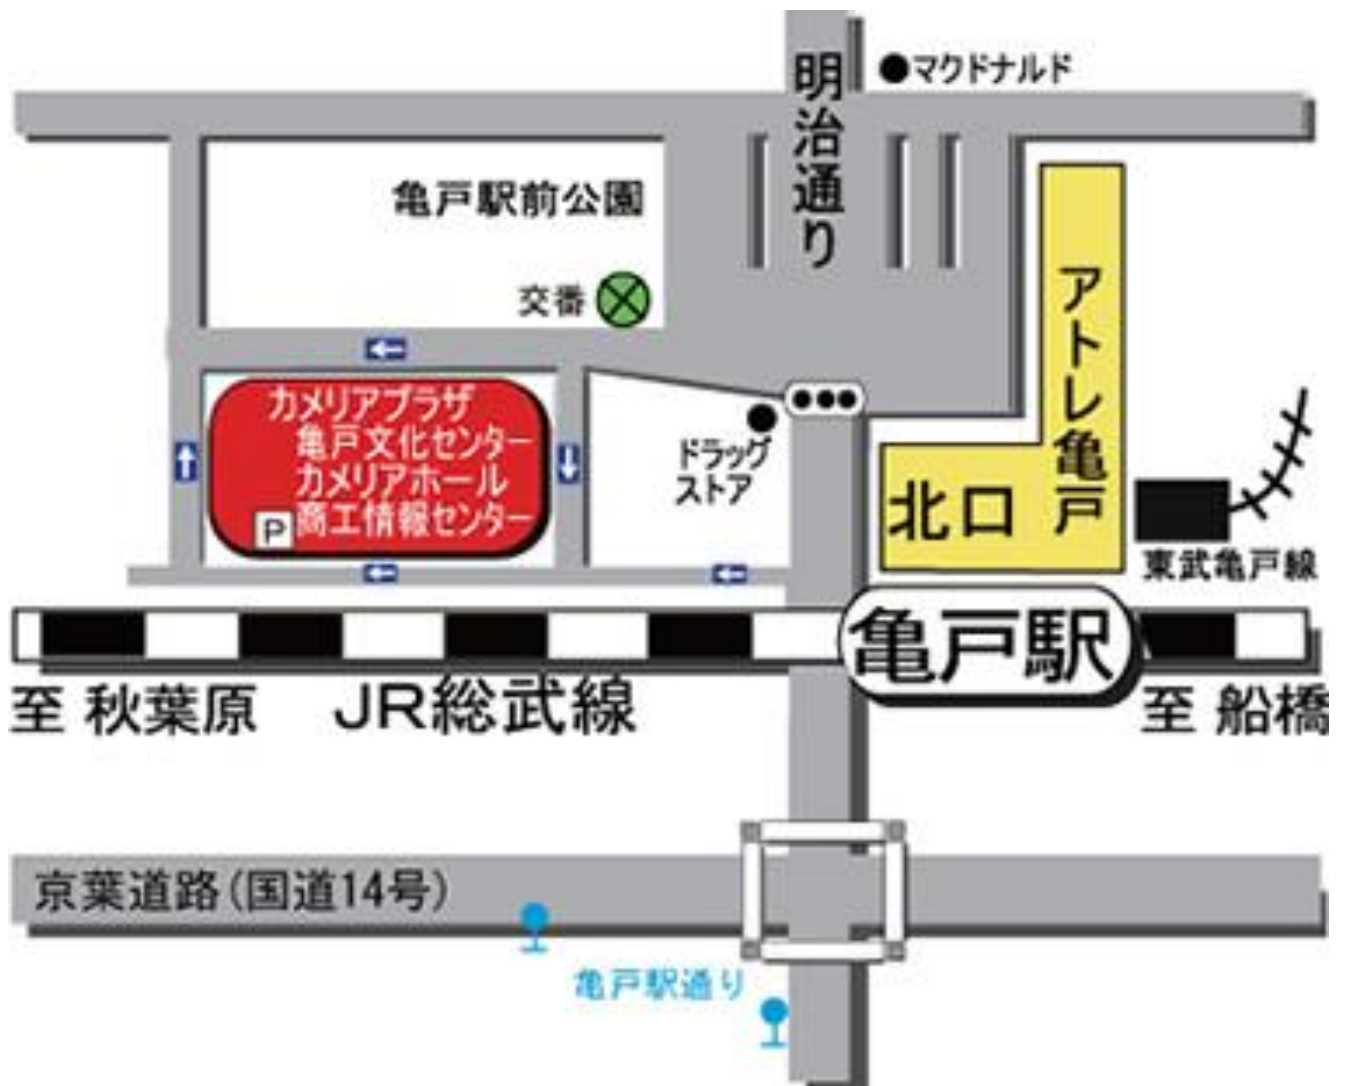 明治通り
マクドナルド
亀戸駅前公園
交番
アトレ亀戸
カメリアプラザ
亀戸文化センター
カメリアホール
P
商工情報センター
ドラッグ
ストア
北口
東武亀戸線
亀戸駅
至 秋葉原
JR総武線
至 船橋
京葉道路(国道14号)
亀戸駅通り